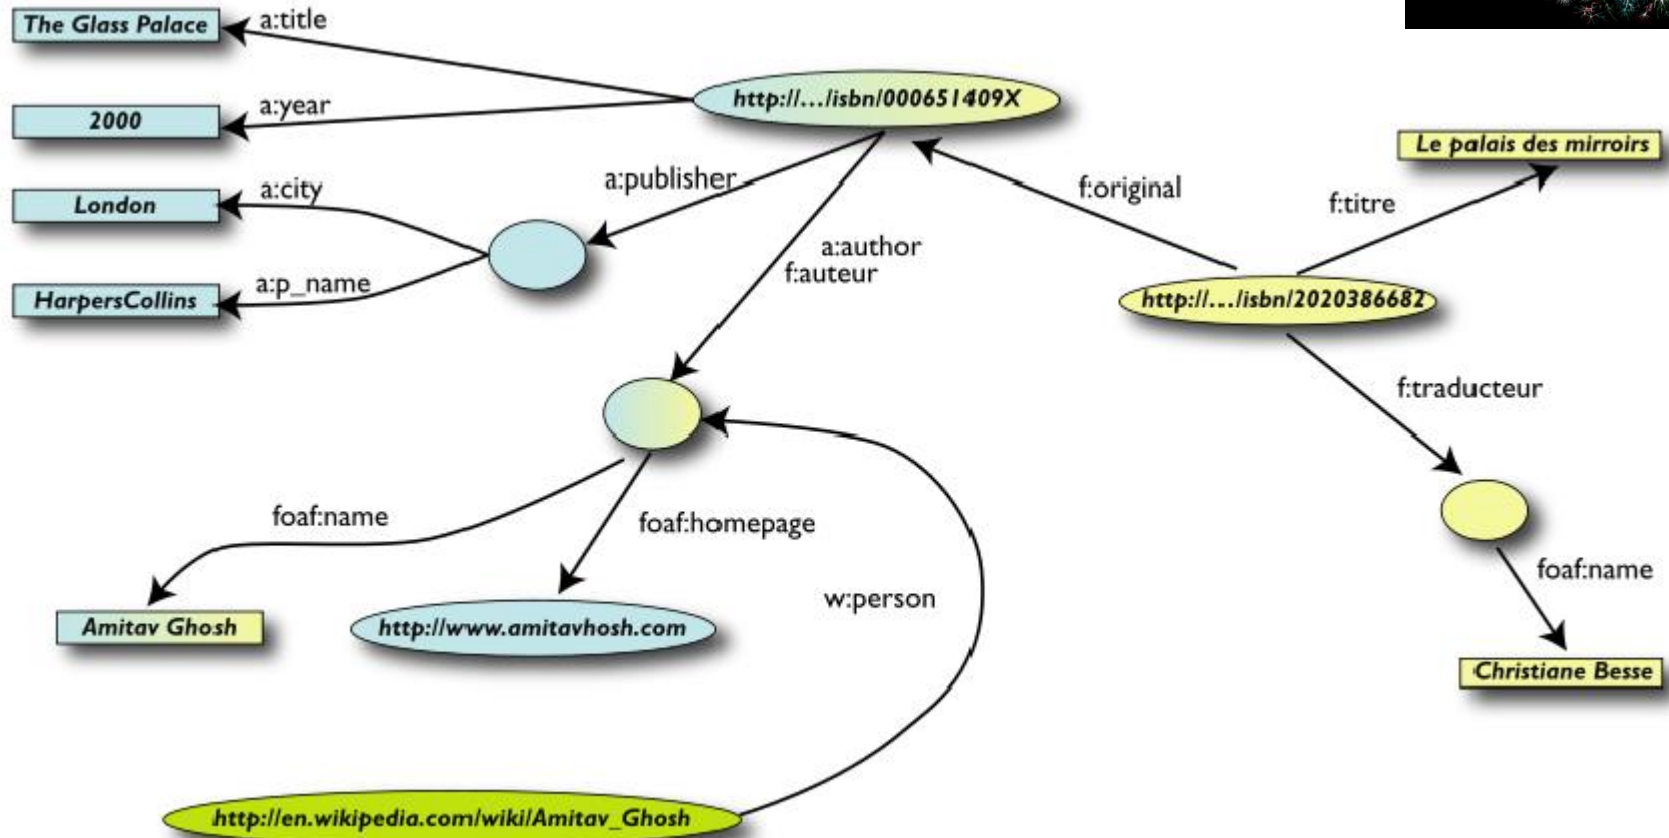 The Glass Palace
a:title
http://.../isbn/000651409X
2000
a:year
Le palais des mirroirs
London
a:city
a:publisher
f:original
f:titre
a:author
f:auteur
HarpersCollins
a:p_name
http://.../isbn/2020386682
f:traducteur
foaf:name
foaf:homepage
w:person
foaf:name
Amitav Ghosh
http://www.amitavhosh.com
Christiane Besse
http://en.wikipedia.com/wiki/Amitav_Ghosh